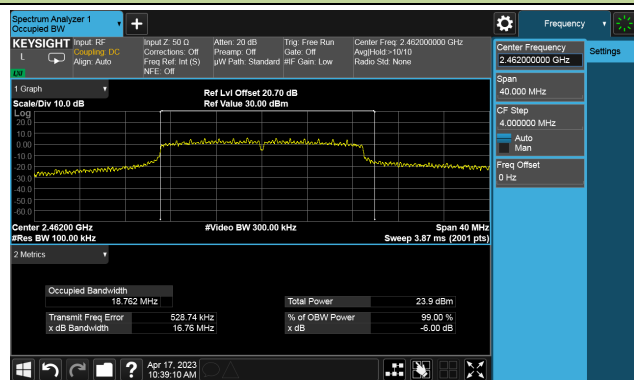 Spectrum Analyzer 1
Occupied BW
Frequency
KEYSIGHT
L
LXI
Input: RF
Coupling: DC
Align: Auto
Input Z: 50 Ω
Corrections: Off
Freq Ref: Int (S)
NFE: Off
Atten: 20 dB
Preamp: Off
µW Path: Standard
Trig: Free Run
Gate: Off
#IF Gain: Low
Center Freq: 2.462000000 GHz
Avg|Hold:>10/10
Radio Std: None
Center Frequency
2.462000000 GHz
Settings
Span
40.000 MHz
CF Step
4.000000 MHz
Auto
Man
Freq Offset
0 Hz
1 Graph
Scale/Div 10.0 dB
Ref Lvl Offset 20.70 dB
Ref Value 30.00 dBm
Log
20.0
10.0
0.00
-10.0
-20.0
-30.0
-40.0
-50.0
-60.0
Center 2.46200 GHz
#Res BW 100.00 kHz
#Video BW 300.00 kHz
Span 40 MHz
Sweep 3.87 ms (2001 pts)
2 Metrics
Occupied Bandwidth
18.762 MHz
Total Power 23.9 dBm
Transmit Freq Error 528.74 kHz
% of OBW Power 99.00 %
x dB Bandwidth 16.76 MHz
x dB -6.00 dB
?
Apr 17, 2023
10:39:10 AM